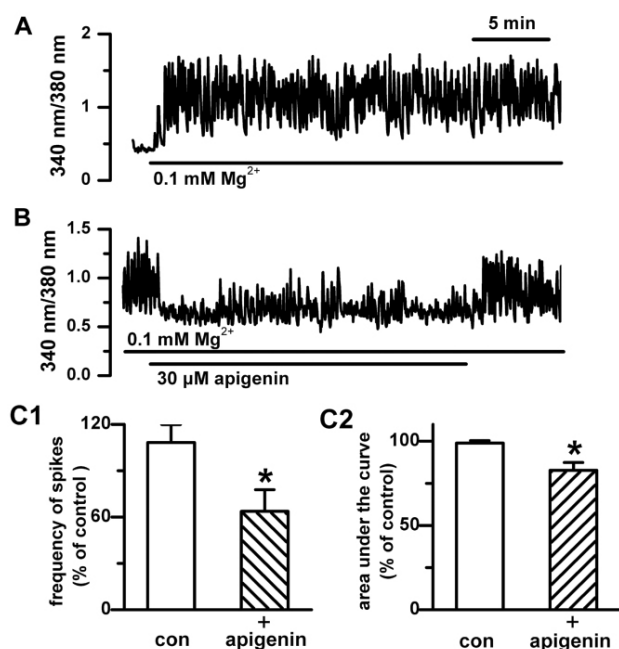 A
5 min
340 nm/380 nm
2
1
0
0.1 mM Mg²⁺
B
340 nm/380 nm
1.5
1.0
0.5
0.0
0.1 mM Mg²⁺
30 µM apigenin
C1
frequency of spikes
(% of control)
120
60
0
*
con
+
apigenin
C2
area under the curve
(% of control)
100
50
0
*
con
+
apigenin